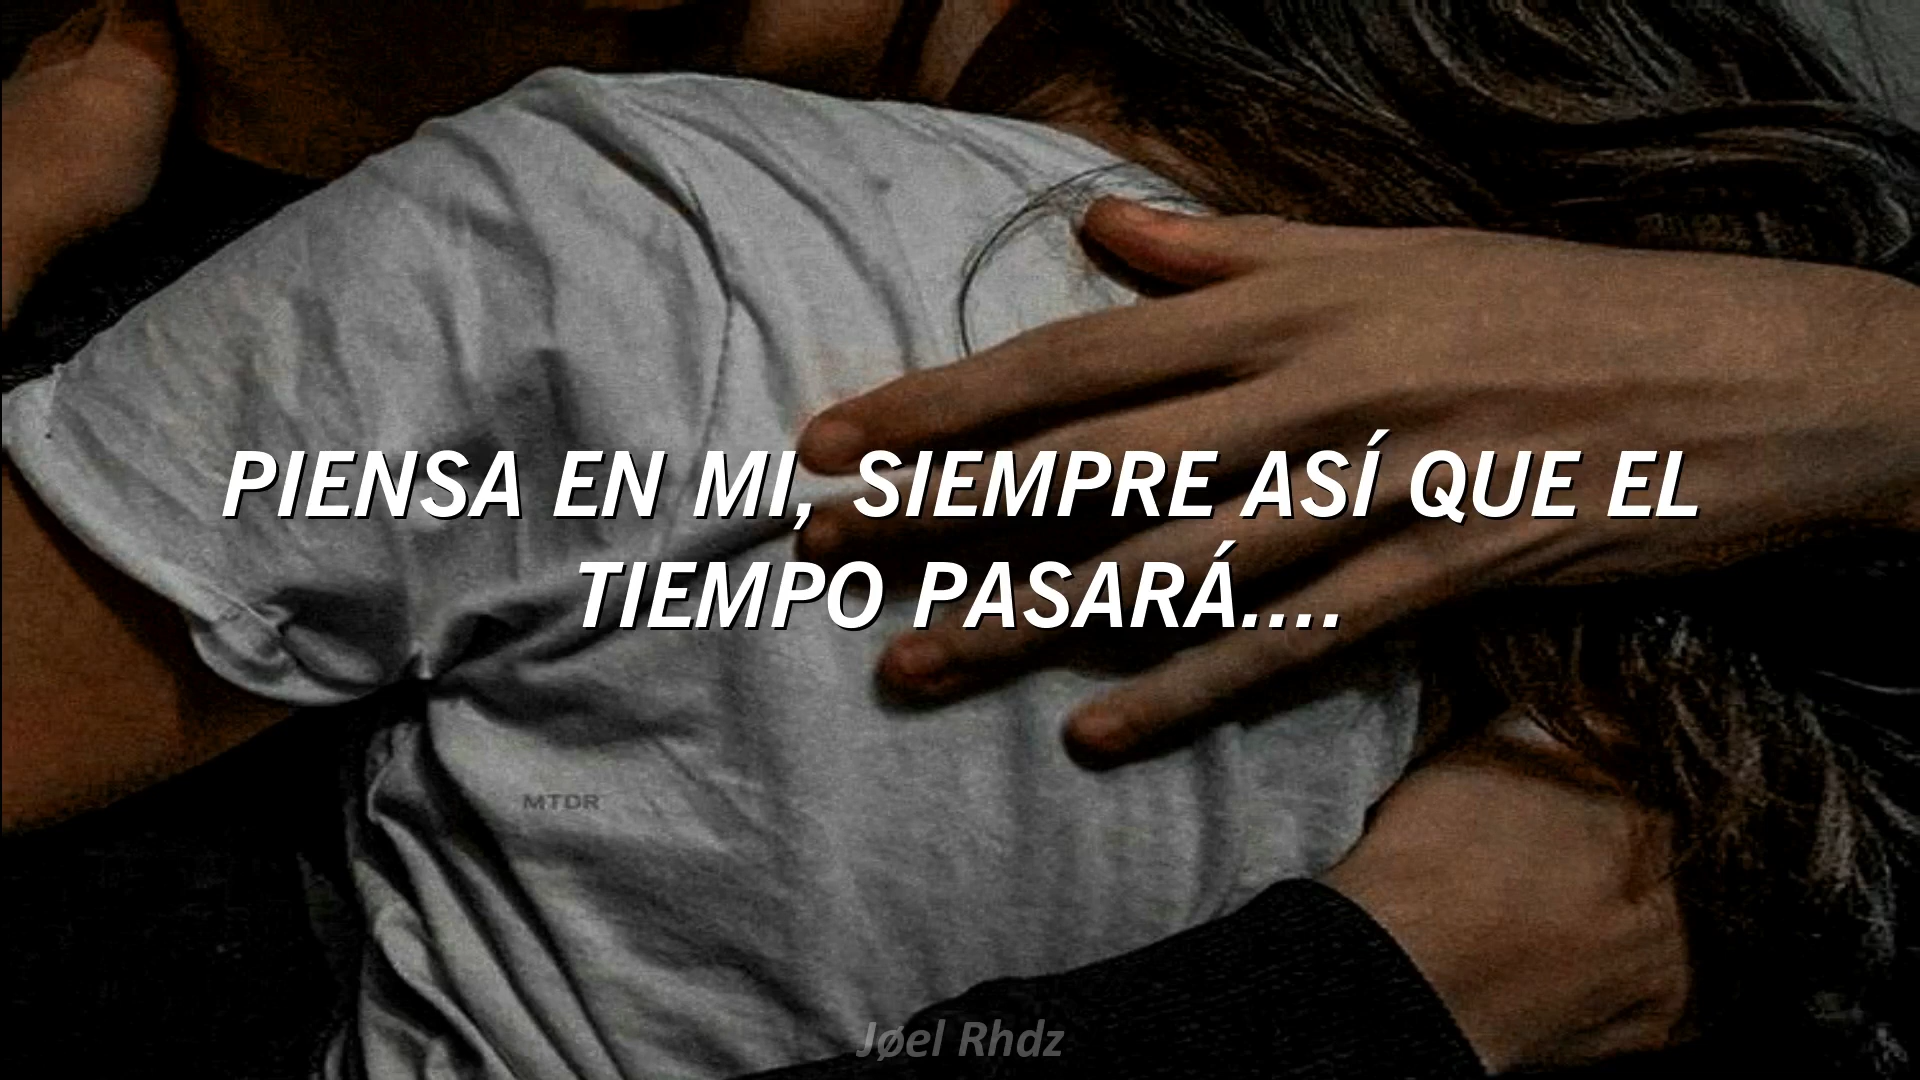 PIENSA EN MI, SIEMPRE ASÍ QUE EL
TIEMPO PASARÁ....
MTDR
Jøel Rhdz